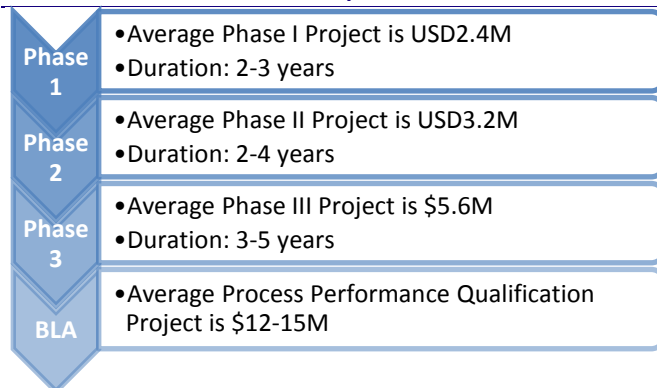 Phase
1
•Average Phase I Project is USD2.4M
•Duration: 2-3 years
Phase
2
•Average Phase II Project is USD3.2M
•Duration: 2-4 years
Phase
3
•Average Phase III Project is $5.6M
•Duration: 3-5 years
BLA
•Average Process Performance Qualification
Project is $12-15M